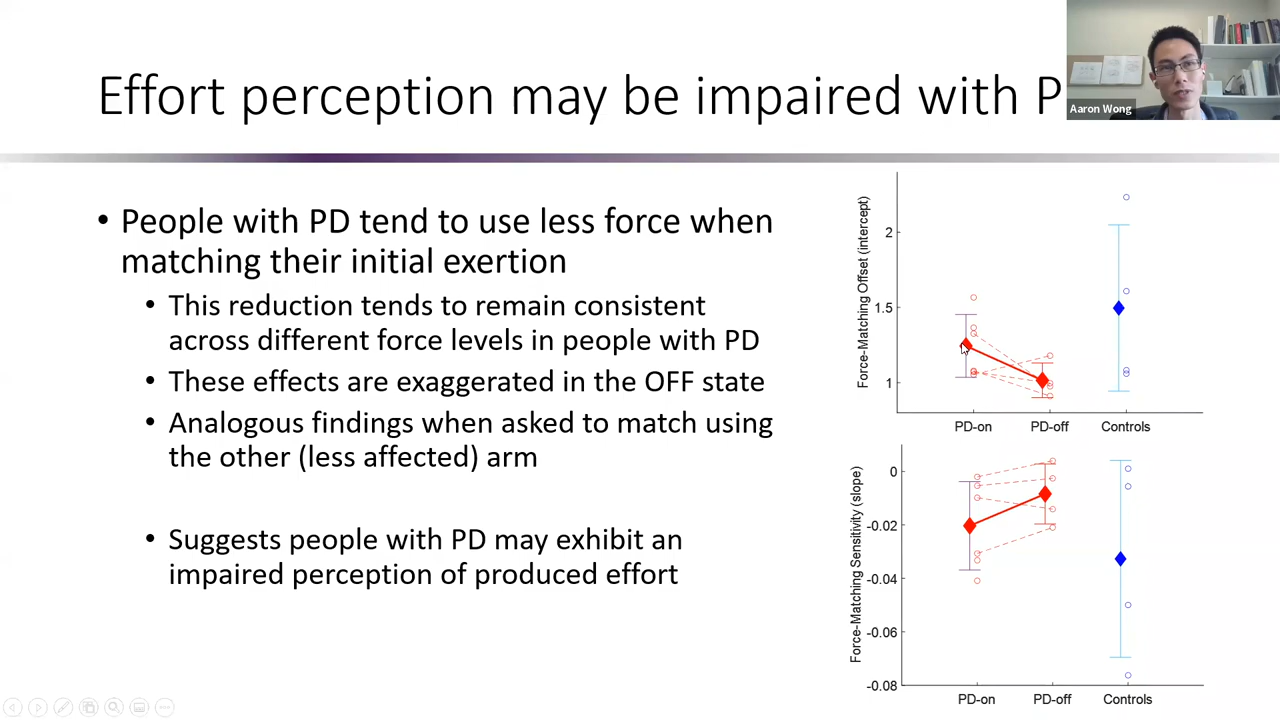 Effort perception may be impaired with P
Aaron Wong
• People with PD tend to use less force when
matching their initial exertion
• This reduction tends to remain consistent
across different force levels in people with PD
• These effects are exaggerated in the OFF state
• Analogous findings when asked to match using
the other (less affected) arm
• Suggests people with PD may exhibit an
impaired perception of produced effort
Force-Matching Offset (intercept)
2
1.5
1
PD-on PD-off Controls
Force-Matching Sensitivity (slope)
0
-0.02
-0.04
-0.06
-0.08
PD-on PD-off Controls